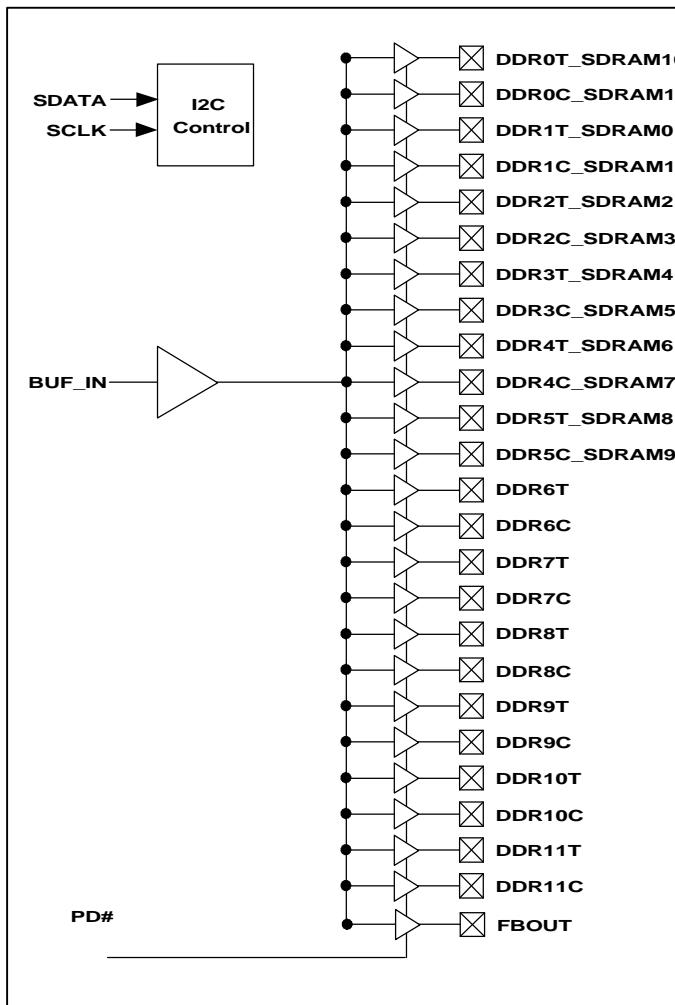 SDATA
SCLK
I2C
Control
BUF_IN
PD#
DDR0T_SDRAM10
DDR0C_SDRAM1
DDR1T_SDRAM0
DDR1C_SDRAM1
DDR2T_SDRAM2
DDR2C_SDRAM3
DDR3T_SDRAM4
DDR3C_SDRAM5
DDR4T_SDRAM6
DDR4C_SDRAM7
DDR5T_SDRAM8
DDR5C_SDRAM9
DDR6T
DDR6C
DDR7T
DDR7C
DDR8T
DDR8C
DDR9T
DDR9C
DDR10T
DDR10C
DDR11T
DDR11C
FBOUT